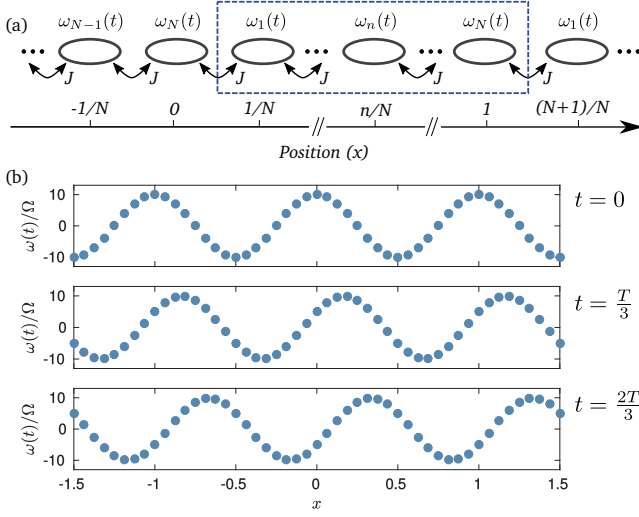 (a)
ω_{N−1}(t) ω_N(t) ω_1(t) ω_n(t) ω_N(t) ω_1(t)
J J J J J J
-1/N 0 1/N n/N 1 (N+1)/N
Position (x)
(b)
10
0
-10
ω(t)/Ω
t = 0
10
0
-10
ω(t)/Ω
t = T/3
10
0
-10
ω(t)/Ω
t = 2T/3
-1.5 -1 -0.5 0 0.5 1 1.5
x